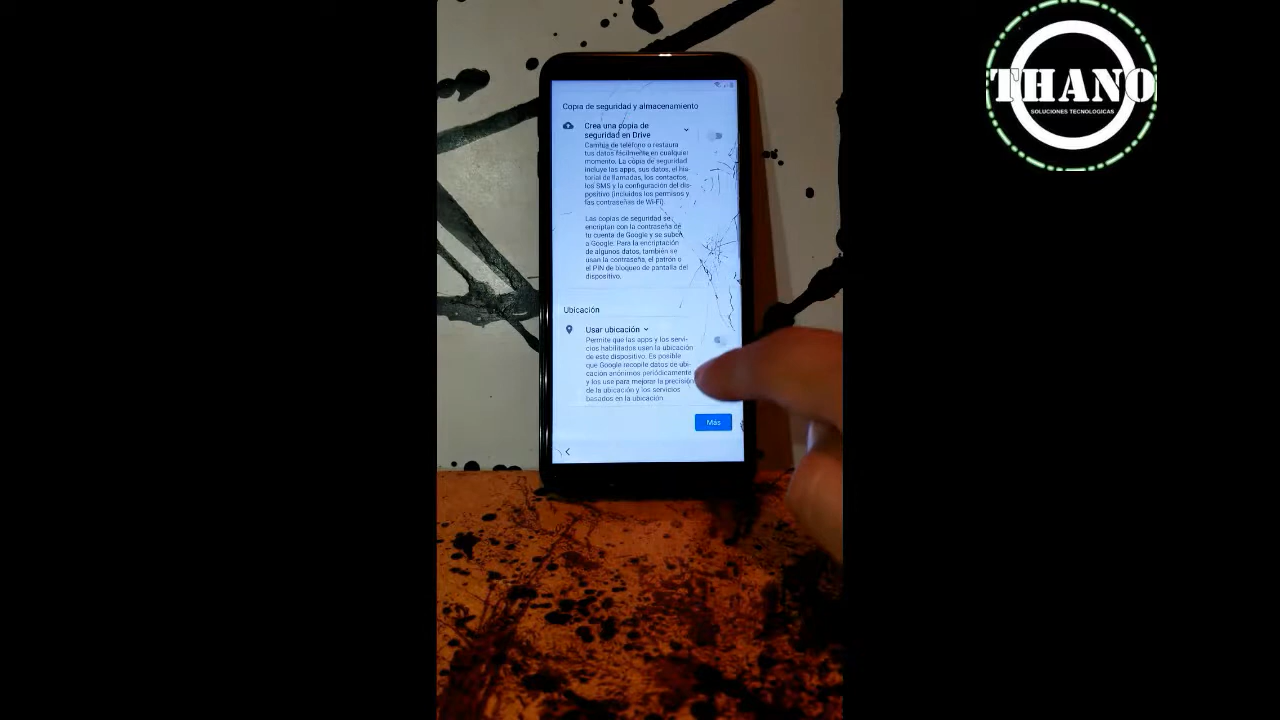 THANO
SOLUCIONES TECNOLOGICAS
Copia de seguridad y almacenamiento
Crea una copia de
seguridad en Drive
Cambia de teléfono o restaura
tus datos fácilmente en cualquier
momento. La copia de seguridad
incluye las apps, sus datos, el his-
torial de llamadas, los contactos,
los SMS y la configuración del dis-
positivo (incluidos los permisos y
las contraseñas de Wi-Fi).
Las copias de seguridad se
encriptan con la contraseña de
tu cuenta de Google y se suben
a Google. Para la encriptación
de algunos datos, también se
usan la contraseña, el patrón o
el PIN de bloqueo de pantalla del
dispositivo.
Ubicación
Usar ubicación
Permite que las apps y los servi-
cios habilitados usen la ubicación
de este dispositivo. Es posible
que Google recopile datos de ubi-
cación anónimos periódicamente
y los use para mejorar la precisión
de la ubicación y los servicios
basados en la ubicación.
Más